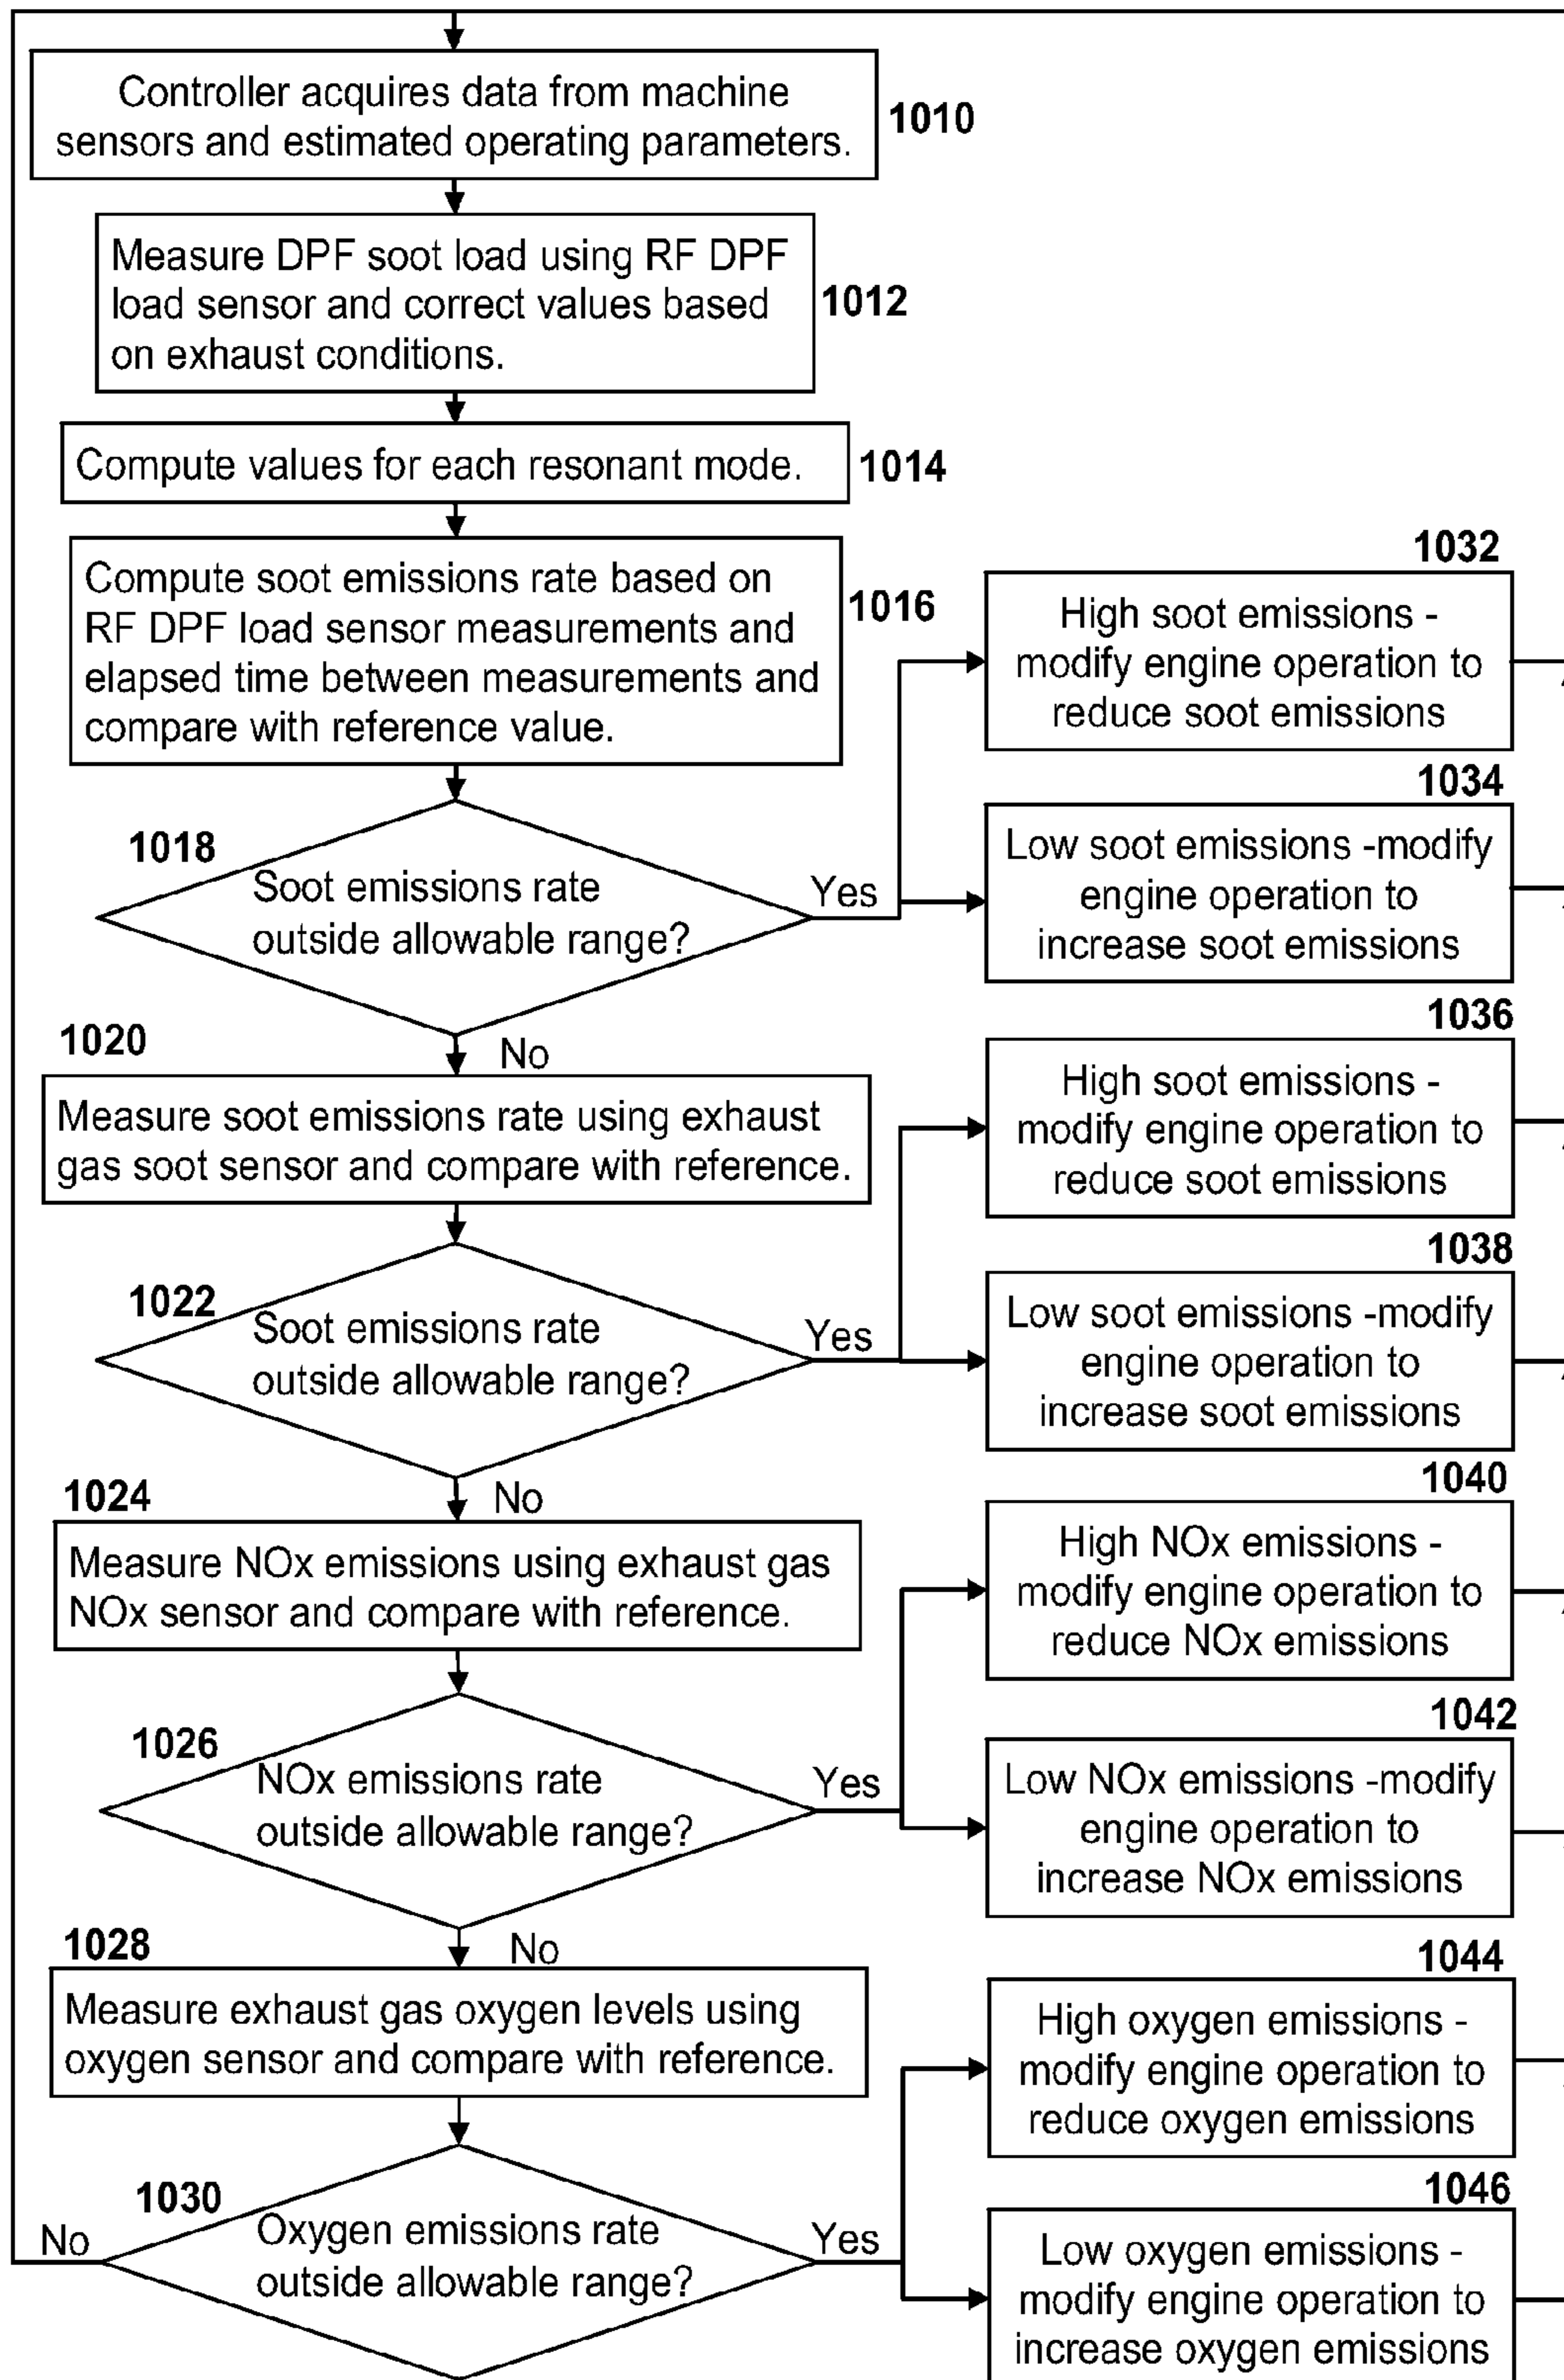 Controller acquires data from machine
sensors and estimated operating parameters.
1010
Measure DPF soot load using RF DPF
load sensor and correct values based
on exhaust conditions.
1012
Compute values for each resonant mode.
1014
Compute soot emissions rate based on
RF DPF load sensor measurements and
elapsed time between measurements and
compare with reference value.
1016
1018
Soot emissions rate
outside allowable range?
Yes
No
1032
High soot emissions -
modify engine operation to
reduce soot emissions
1034
Low soot emissions -modify
engine operation to
increase soot emissions
1020
Measure soot emissions rate using exhaust
gas soot sensor and compare with reference.
1022
Soot emissions rate
outside allowable range?
Yes
No
1036
High soot emissions -
modify engine operation to
reduce soot emissions
1038
Low soot emissions -modify
engine operation to
increase soot emissions
1024
Measure NOx emissions using exhaust gas
NOx sensor and compare with reference.
1026
NOx emissions rate
outside allowable range?
Yes
No
1040
High NOx emissions -
modify engine operation to
reduce NOx emissions
1042
Low NOx emissions -modify
engine operation to
increase NOx emissions
1028
Measure exhaust gas oxygen levels using
oxygen sensor and compare with reference.
1030
Oxygen emissions rate
outside allowable range?
No
Yes
1044
High oxygen emissions -
modify engine operation to
reduce oxygen emissions
1046
Low oxygen emissions -
modify engine operation to
increase oxygen emissions